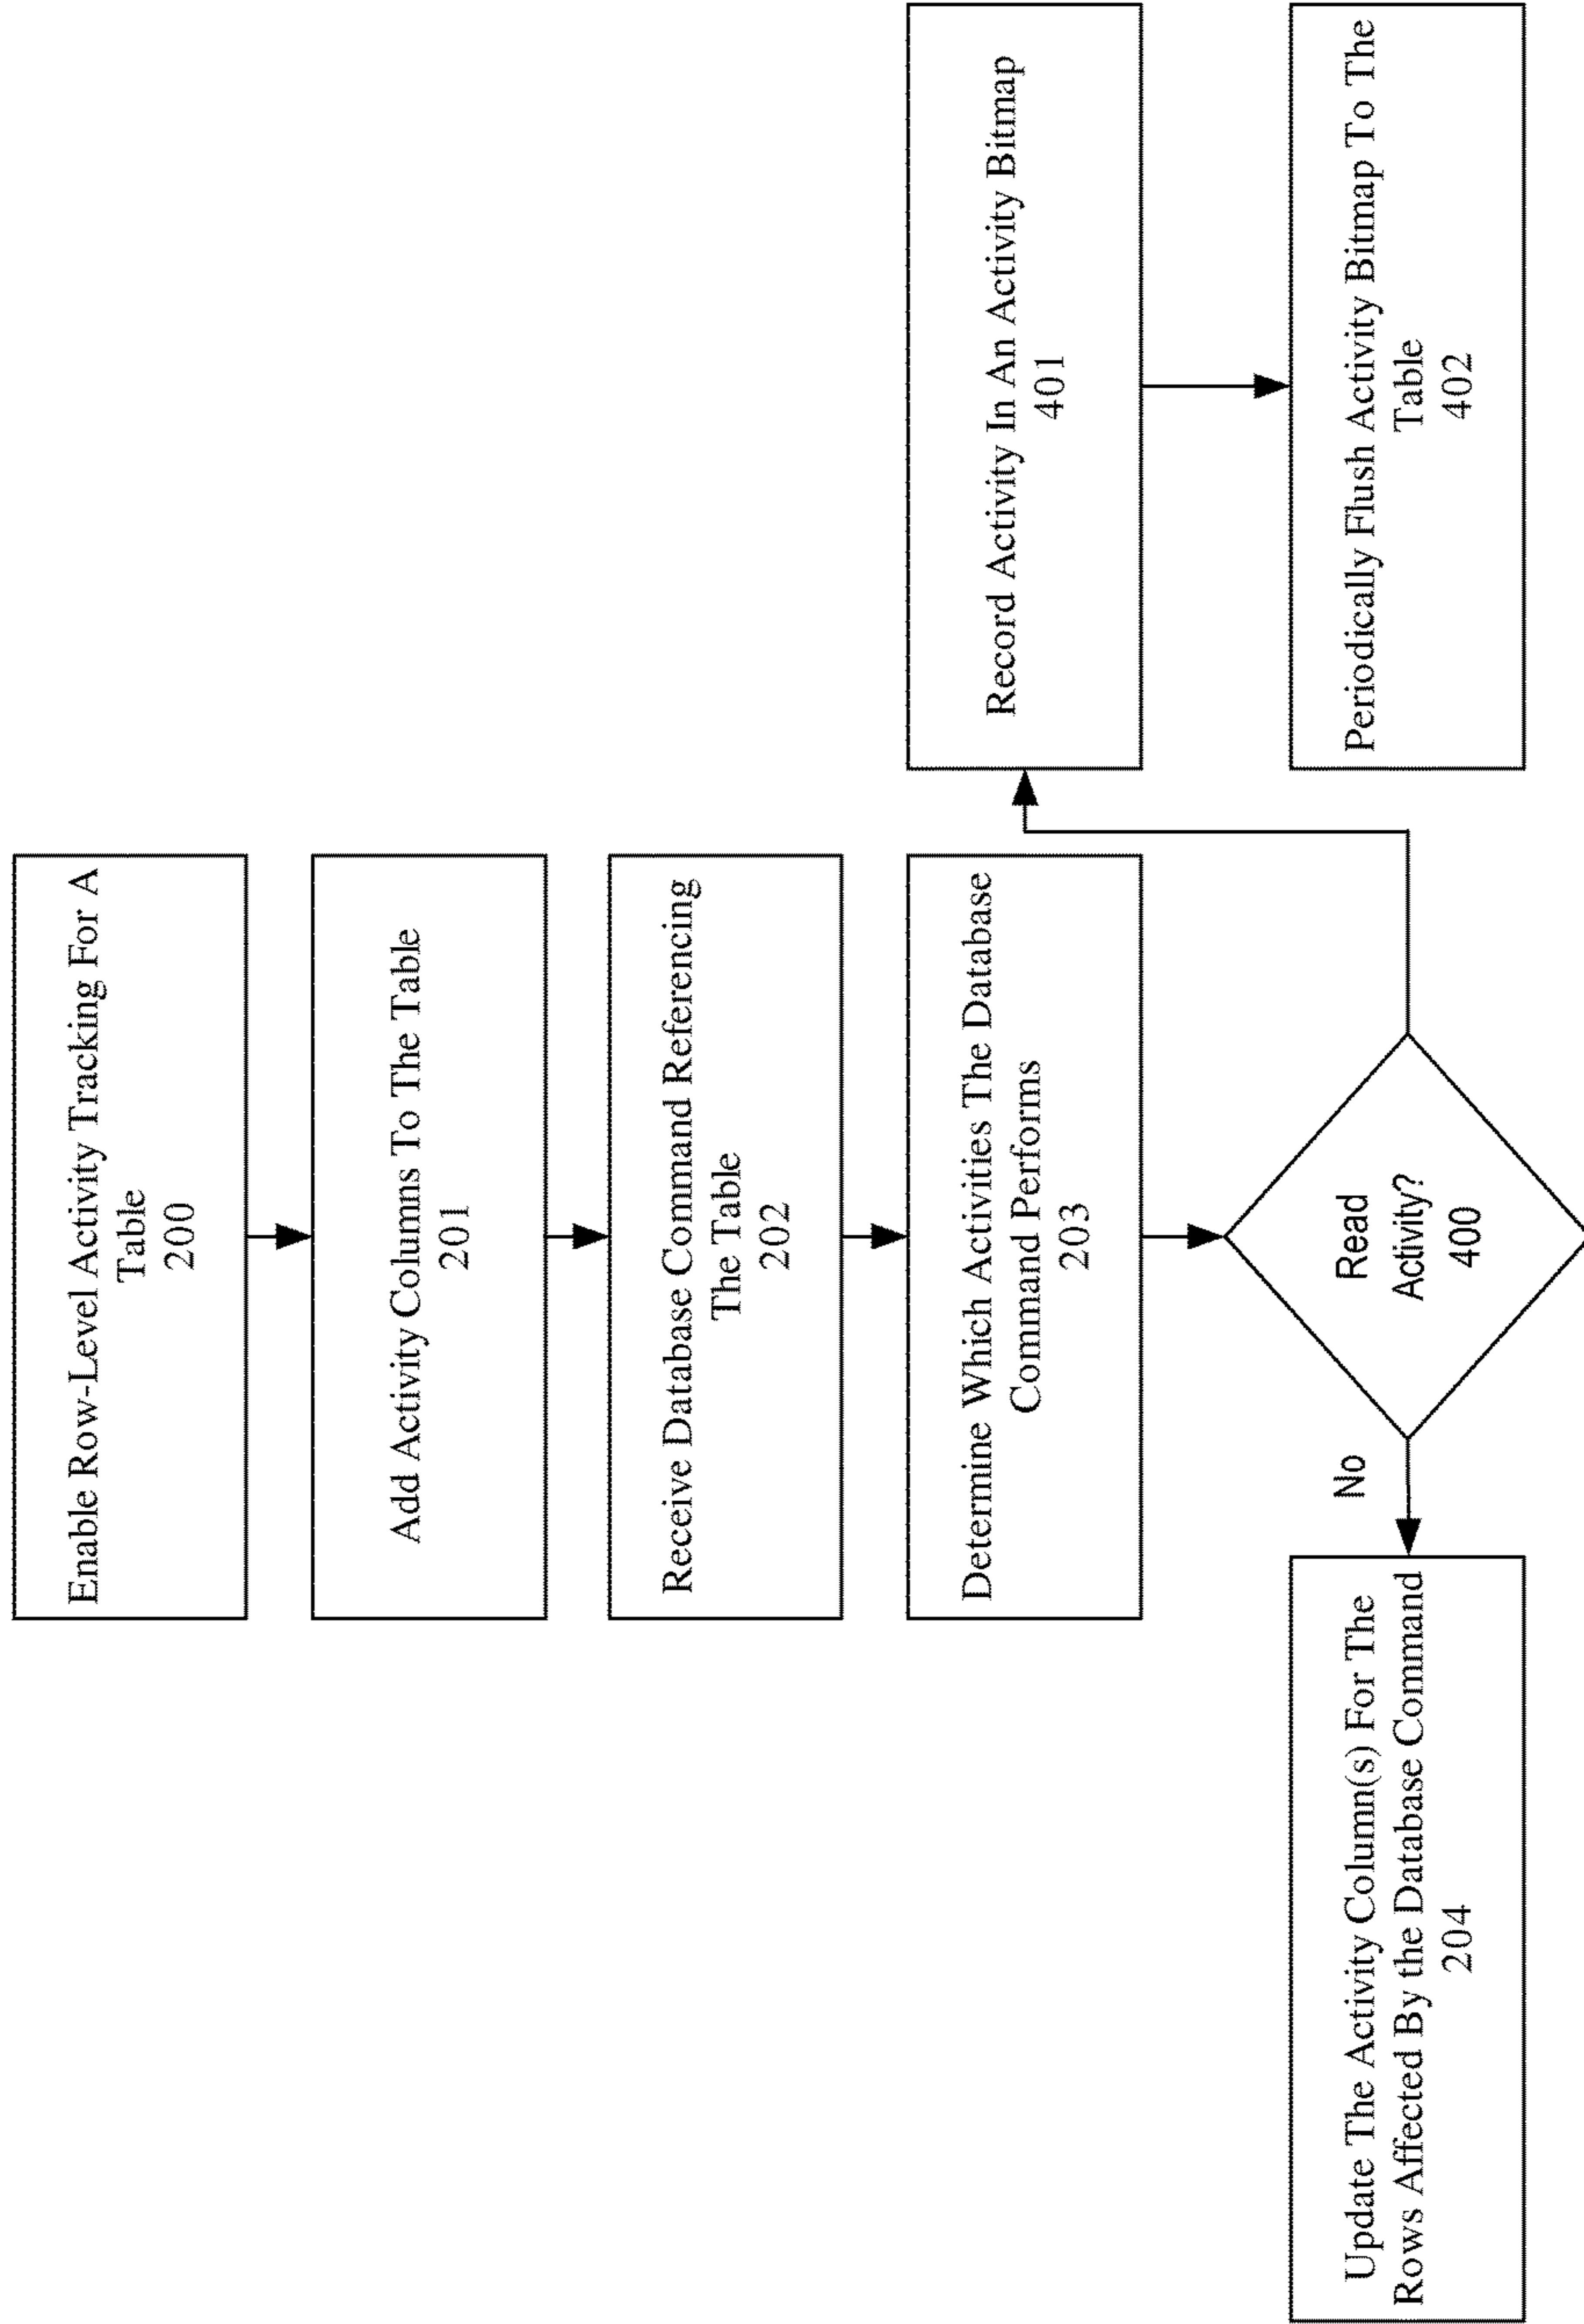 Enable Row-Level Activity Tracking For A
Table
200
Add Activity Columns To The Table
201
Receive Database Command Referencing
The Table
202
Determine Which Activities The Database
Command Performs
203
Read
Activity?
400
No
Update The Activity Column(s) For The
Rows Affected By the Database Command
204
Record Activity In An Activity Bitmap
401
Periodically Flush Activity Bitmap To The
Table
402